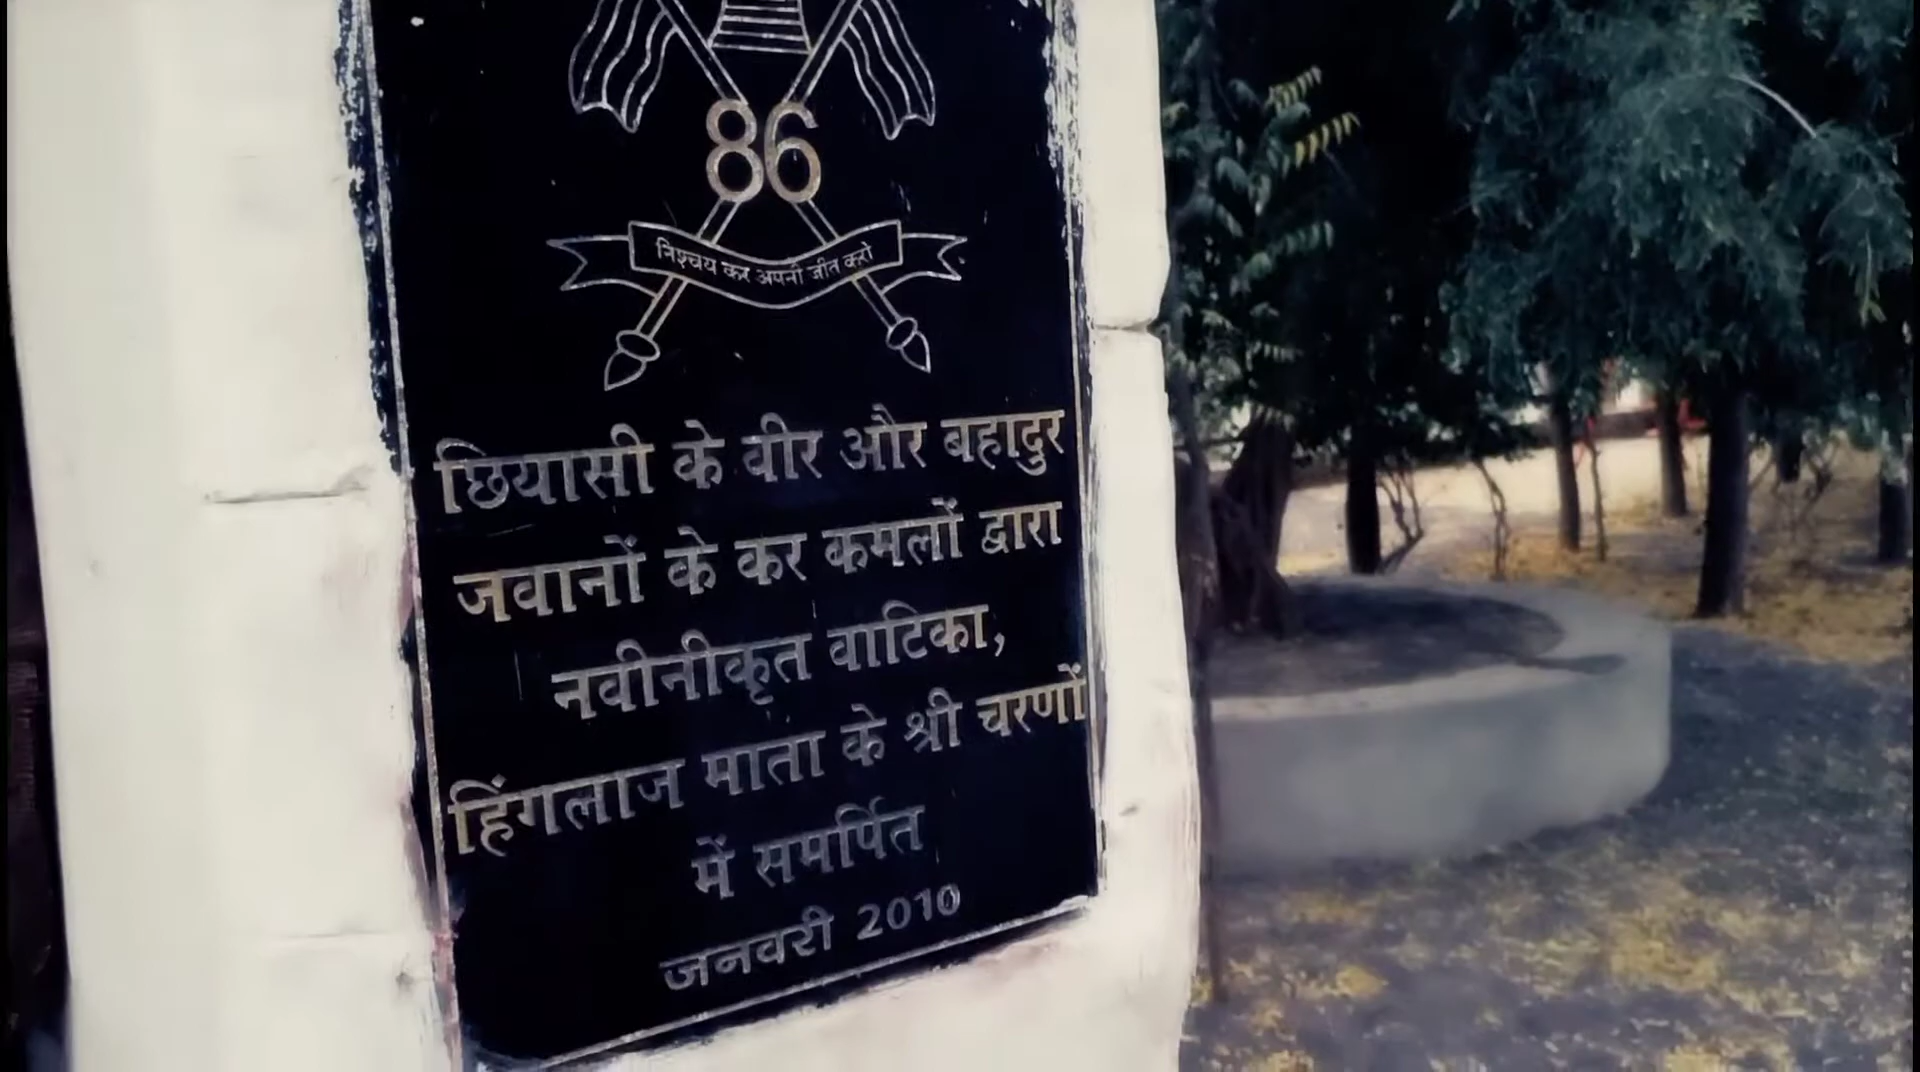 86
निश्चय कर अपनी जीत करो
छियासी के वीर और बहादुर
जवानों के कर कमलों द्वारा
नवीनीकृत वाटिका,
हिंगलाज माता के श्री चरणों
में समर्पित
जनवरी 2010